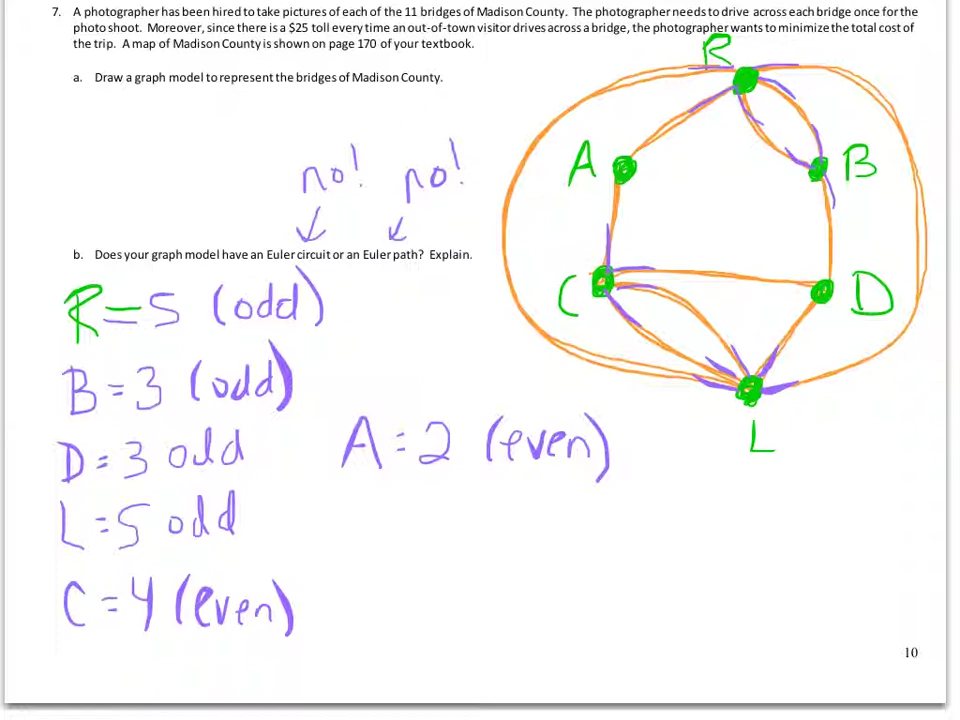 7. A photographer has been hired to take pictures of each of the 11 bridges of Madison County. The photographer needs to drive across each bridge once for the
photo shoot. Moreover, since there is a $25 toll every time an out-of-town visitor drives across a bridge, the photographer wants to minimize the total cost of
the trip. A map of Madison County is shown on page 170 of your textbook.
R
a. Draw a graph model to represent the bridges of Madison County.
no! no!
A
B
b. Does your graph model have an Euler circuit or an Euler path? Explain.
C
D
R=5 (odd)
B=3 (odd)
A=2 (even)
L
D=3 odd
L=5 odd
C=4 (even)
10